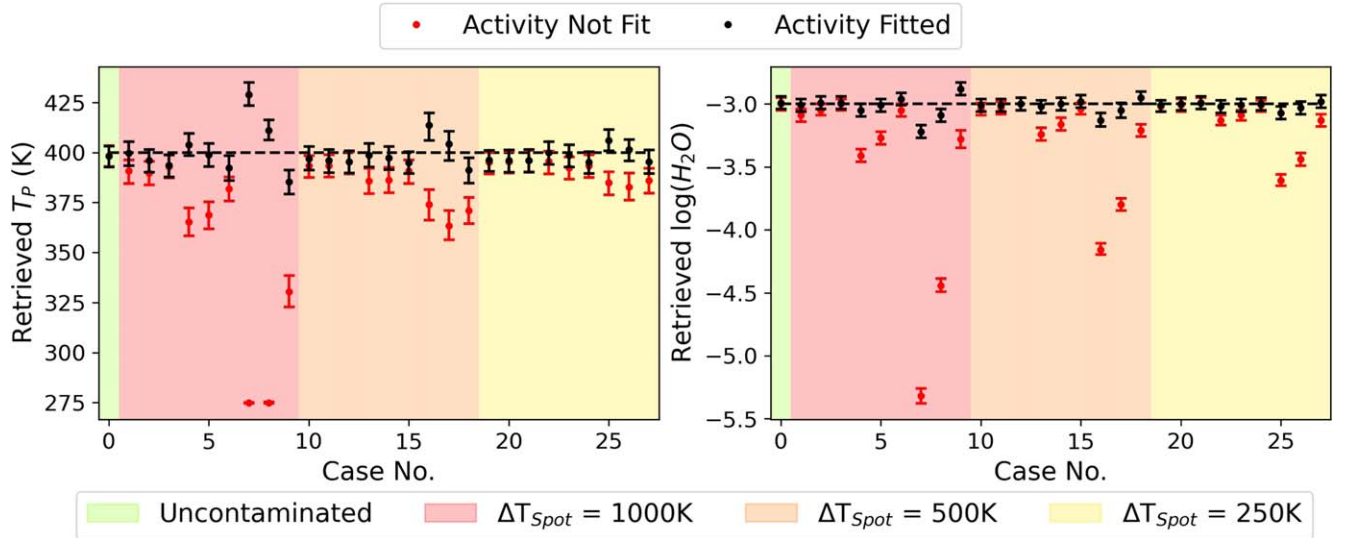 Activity Not Fit Activity Fitted
Retrieved T_P (K)
425
400
375
350
325
300
275
0 5 10 15 20 25
Case No.
Retrieved log(H₂O)
−3.0
−3.5
−4.0
−4.5
−5.0
−5.5
0 5 10 15 20 25
Case No.
Uncontaminated ΔT_Spot = 1000K ΔT_Spot = 500K ΔT_Spot = 250K